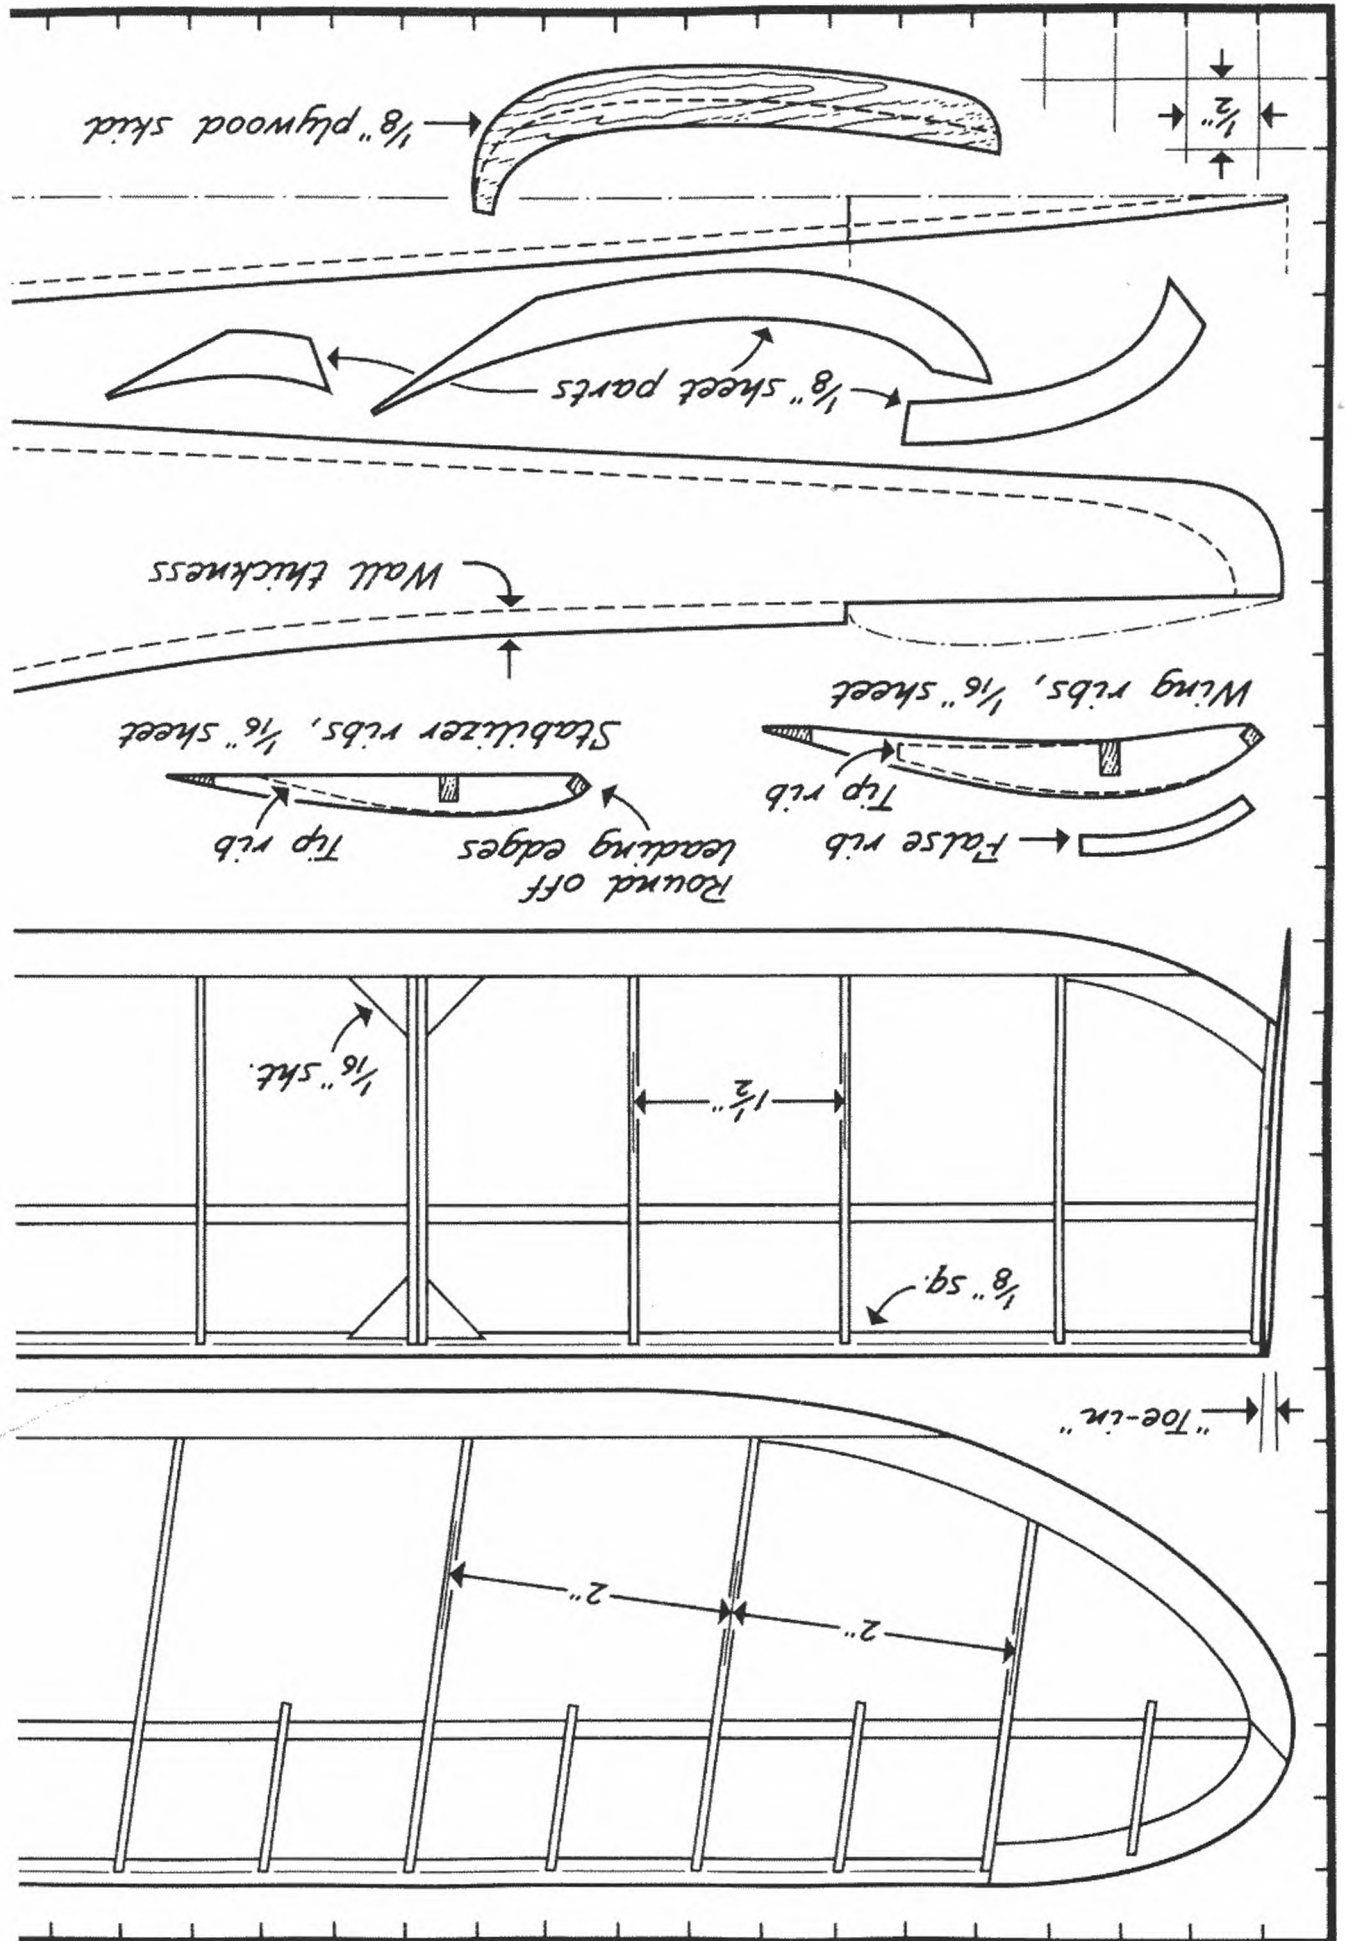 2"
2"
"Toe-in"
⅛" sq.
1½"
1/16" sht.
False rib
Tip rib
Round off
leading edges
Tip rib
Wing ribs, 1/16" sheet
Stabilizer ribs, 1/16" sheet
Wall thickness
⅛" sheet parts
½"
⅛" plywood skid